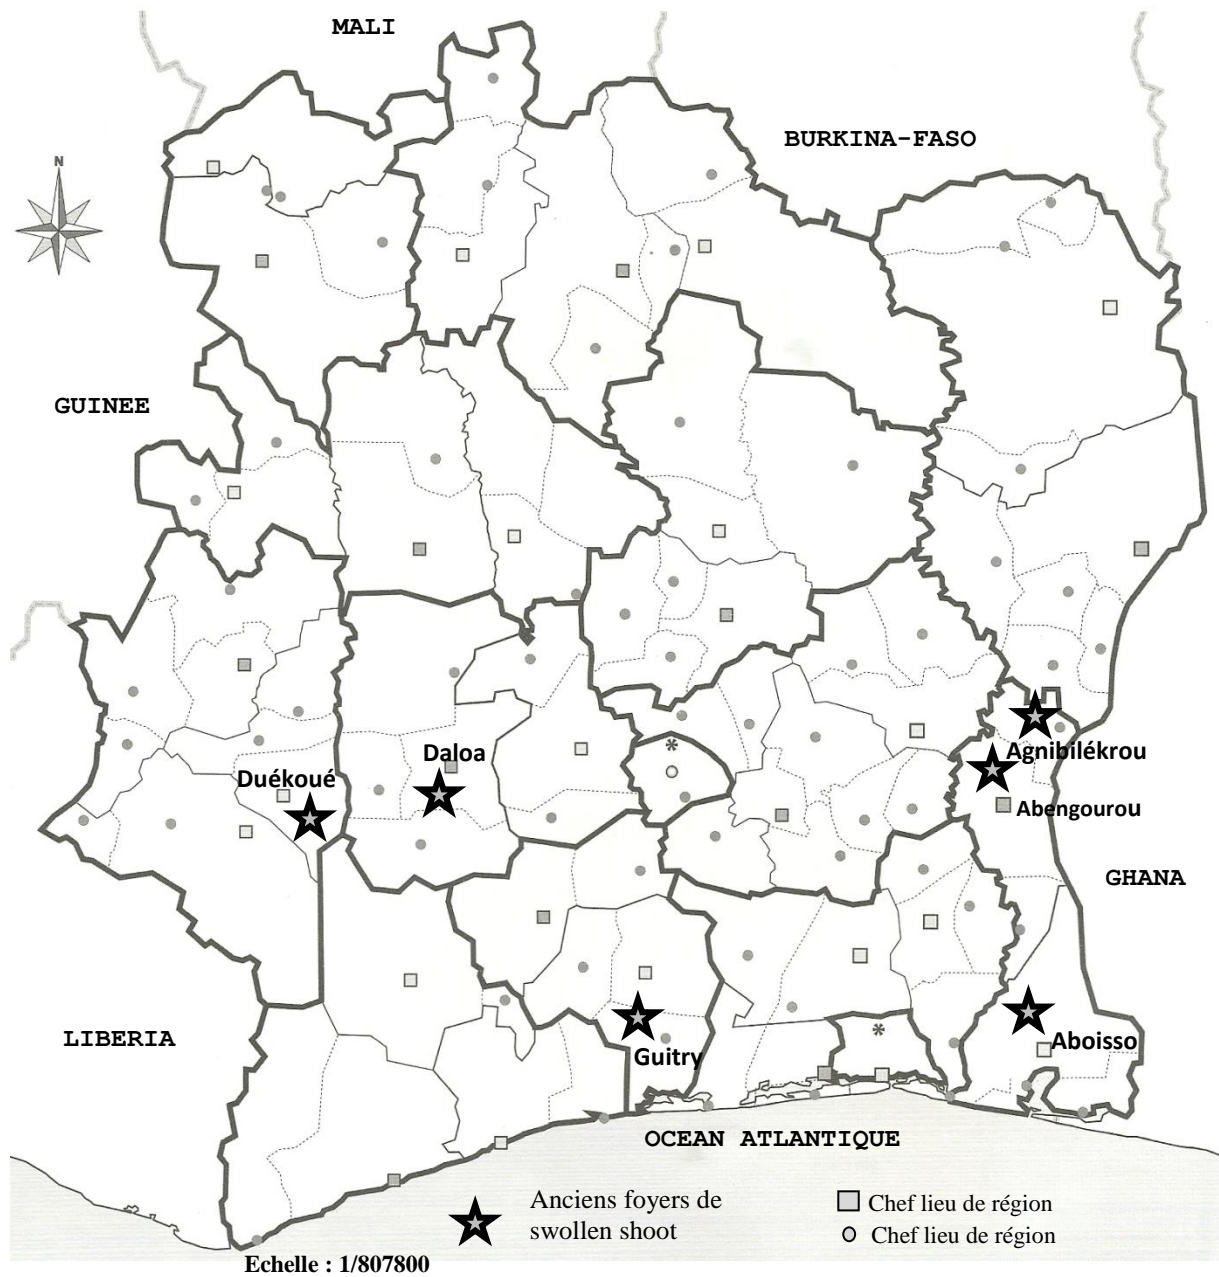 MALI
BURKINA-FASO
N
GUINEE
*
Agnibilékrou
Daloa
Duékoué
Abengourou
GHANA
*
LIBERIA
Aboisso
Guitry
OCEAN ATLANTIQUE
Anciens foyers de
swollen shoot
Chef lieu de région
Chef lieu de région
Echelle : 1/807800